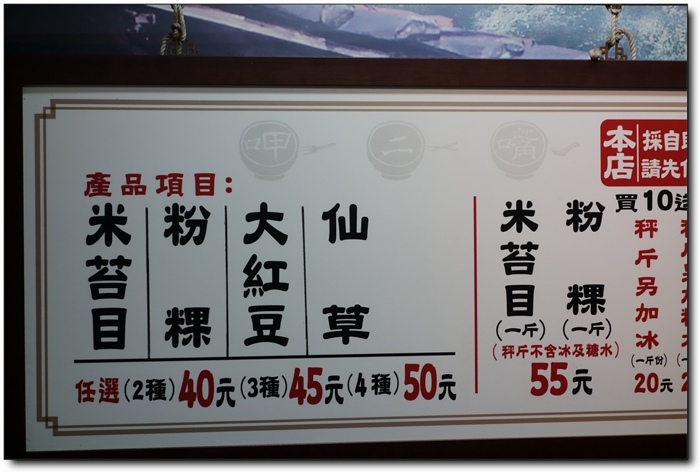 呷 二 嘴
產品項目:
米苔目
粉粿
大紅豆
仙草
任選(2種)40元(3種)45元(4種)50元
米苔目(一斤)
粉粿(一斤)
(秤斤不含冰及糖水)
55元
本店
採自
請先
買10送
秤斤另加冰
(一斤份)
20元